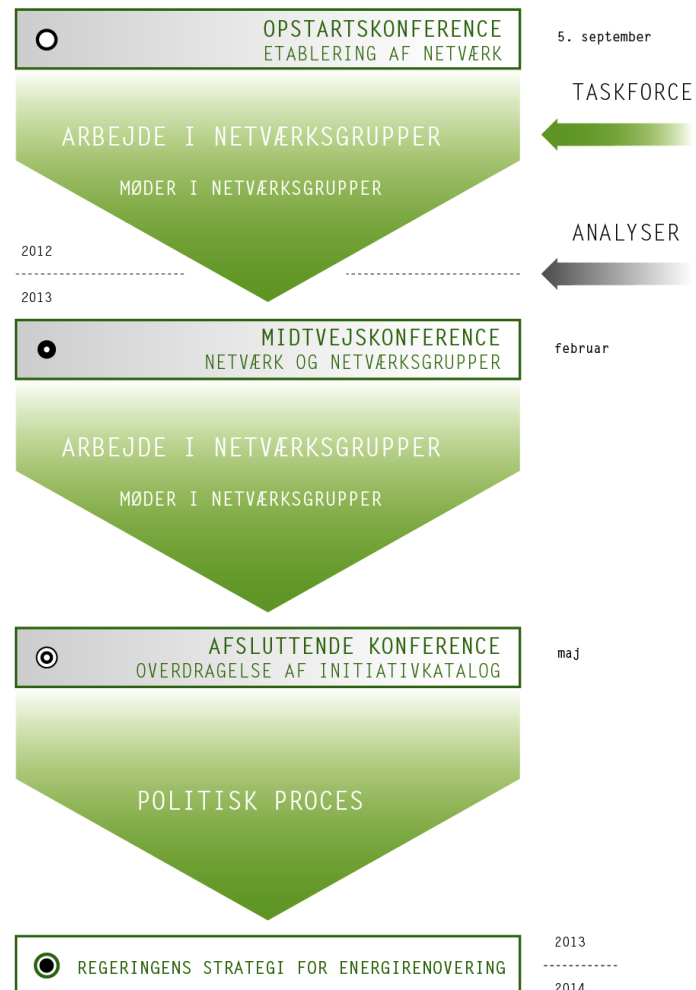 OPSTARTSKONFERENCE
ETABLERING AF NETVÆRK
5. september
TASKFORCE
ARBEJDE I NETVÆRKSGRUPPER
MØDER I NETVÆRKSGRUPPER
ANALYSER
2012
2013
MIDTVEJSKONFERENCE
NETVÆRK OG NETVÆRKSGRUPPER
februar
ARBEJDE I NETVÆRKSGRUPPER
MØDER I NETVÆRKSGRUPPER
AFSLUTTENDE KONFERENCE
OVERDRAGELSE AF INITIATIVKATALOG
maj
POLITISK PROCES
2013
REGERINGENS STRATEGI FOR ENERGIRENOVERING
2014